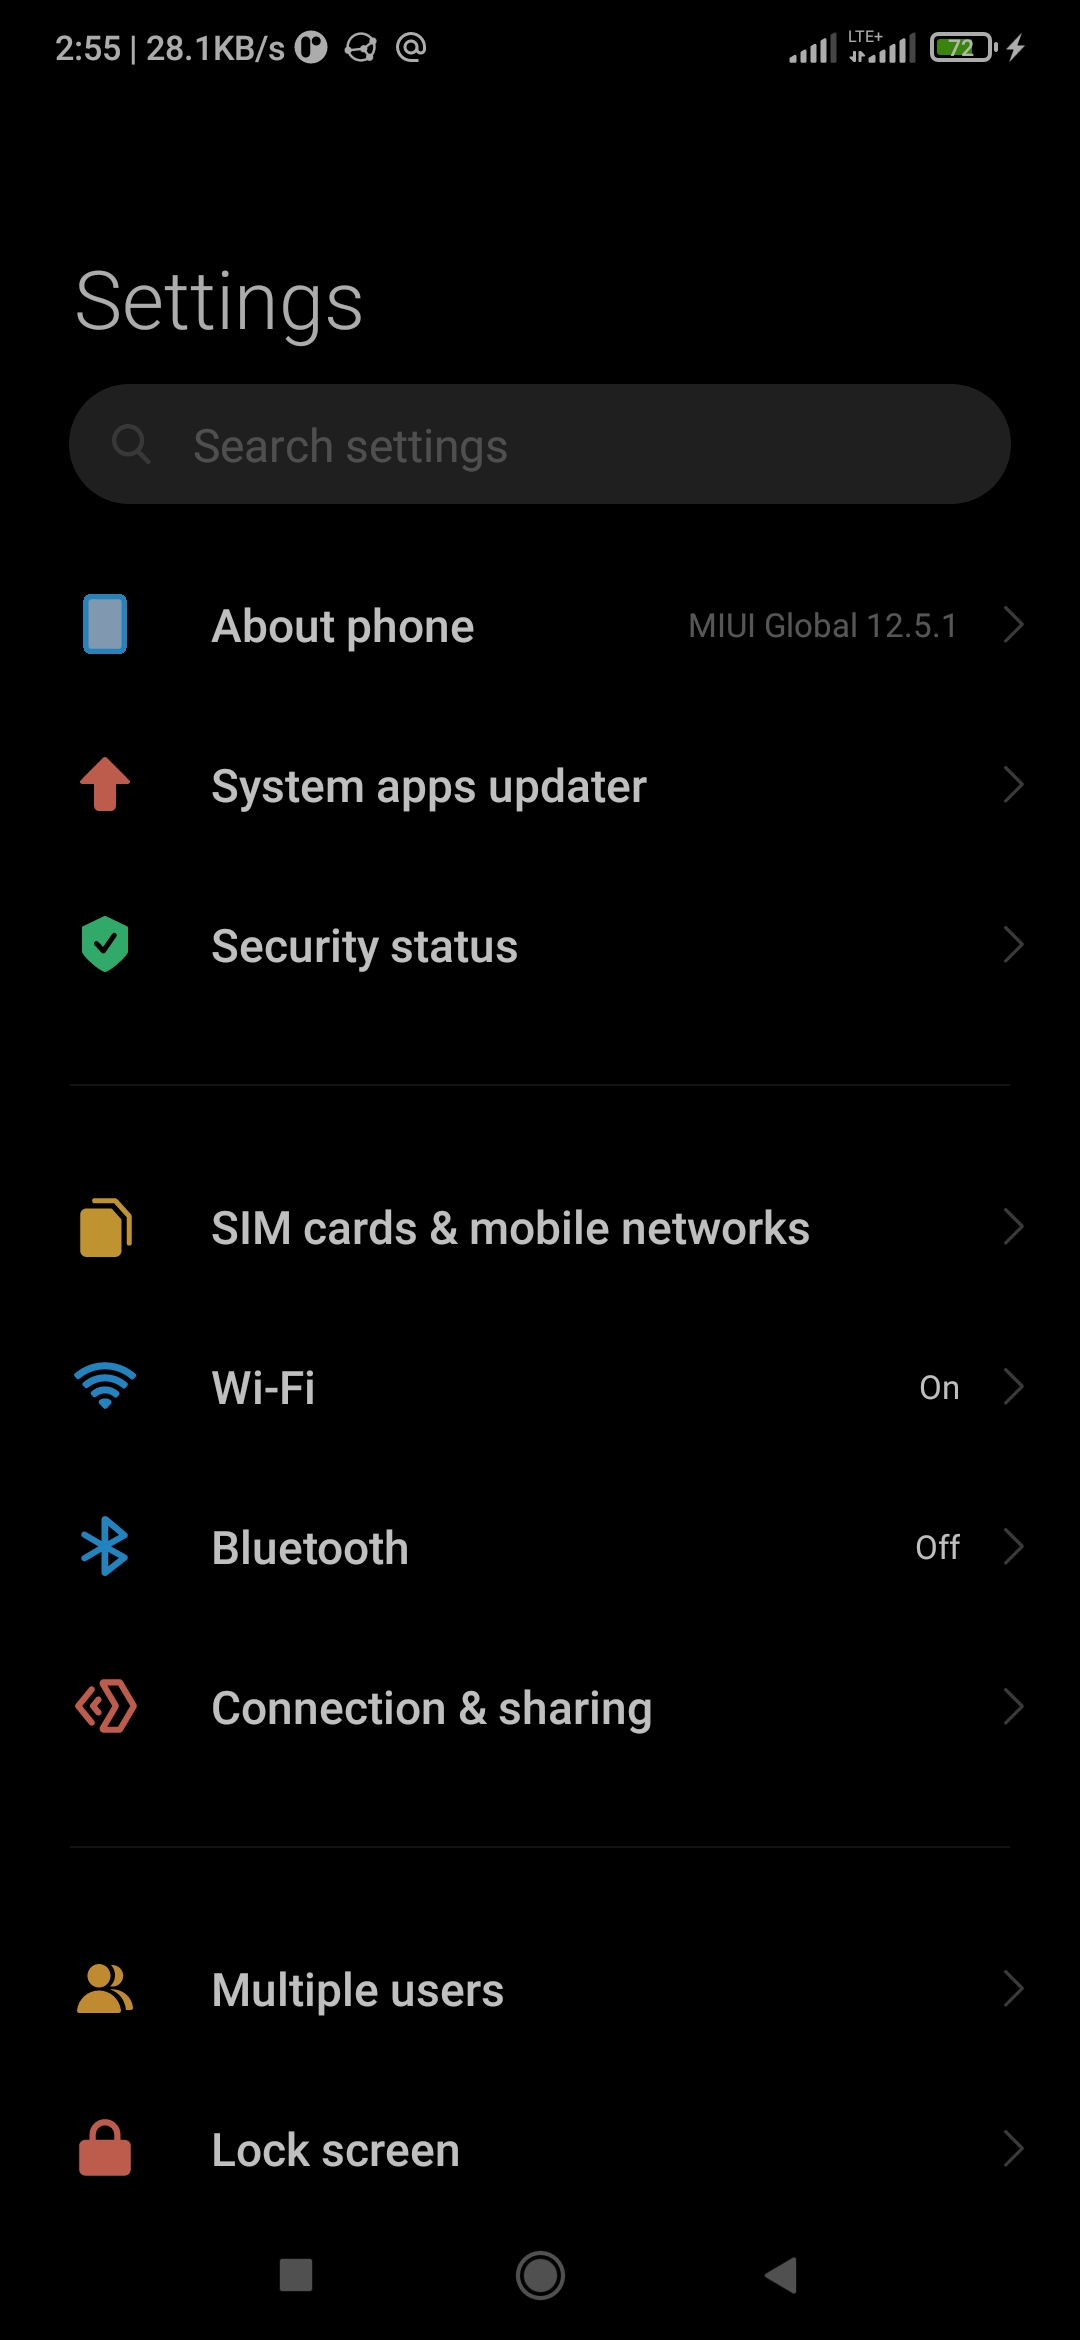 2:55 | 28.1KB/s
LTE+
72
Settings
Search settings
About phone MIUI Global 12.5.1
System apps updater
Security status
SIM cards & mobile networks
Wi-Fi On
Bluetooth Off
Connection & sharing
Multiple users
Lock screen